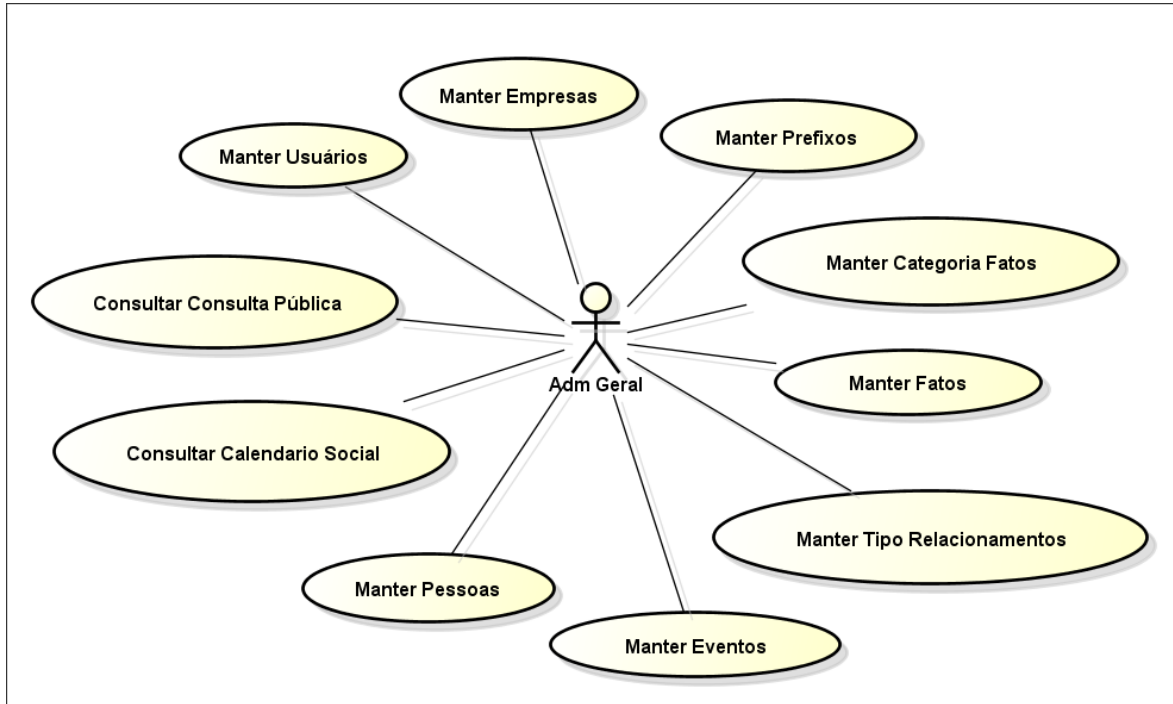 Manter Empresas
Manter Prefixos
Manter Usuários
Manter Categoria Fatos
Consultar Consulta Pública
Adm Geral
Manter Fatos
Consultar Calendario Social
Manter Tipo Relacionamentos
Manter Pessoas
Manter Eventos